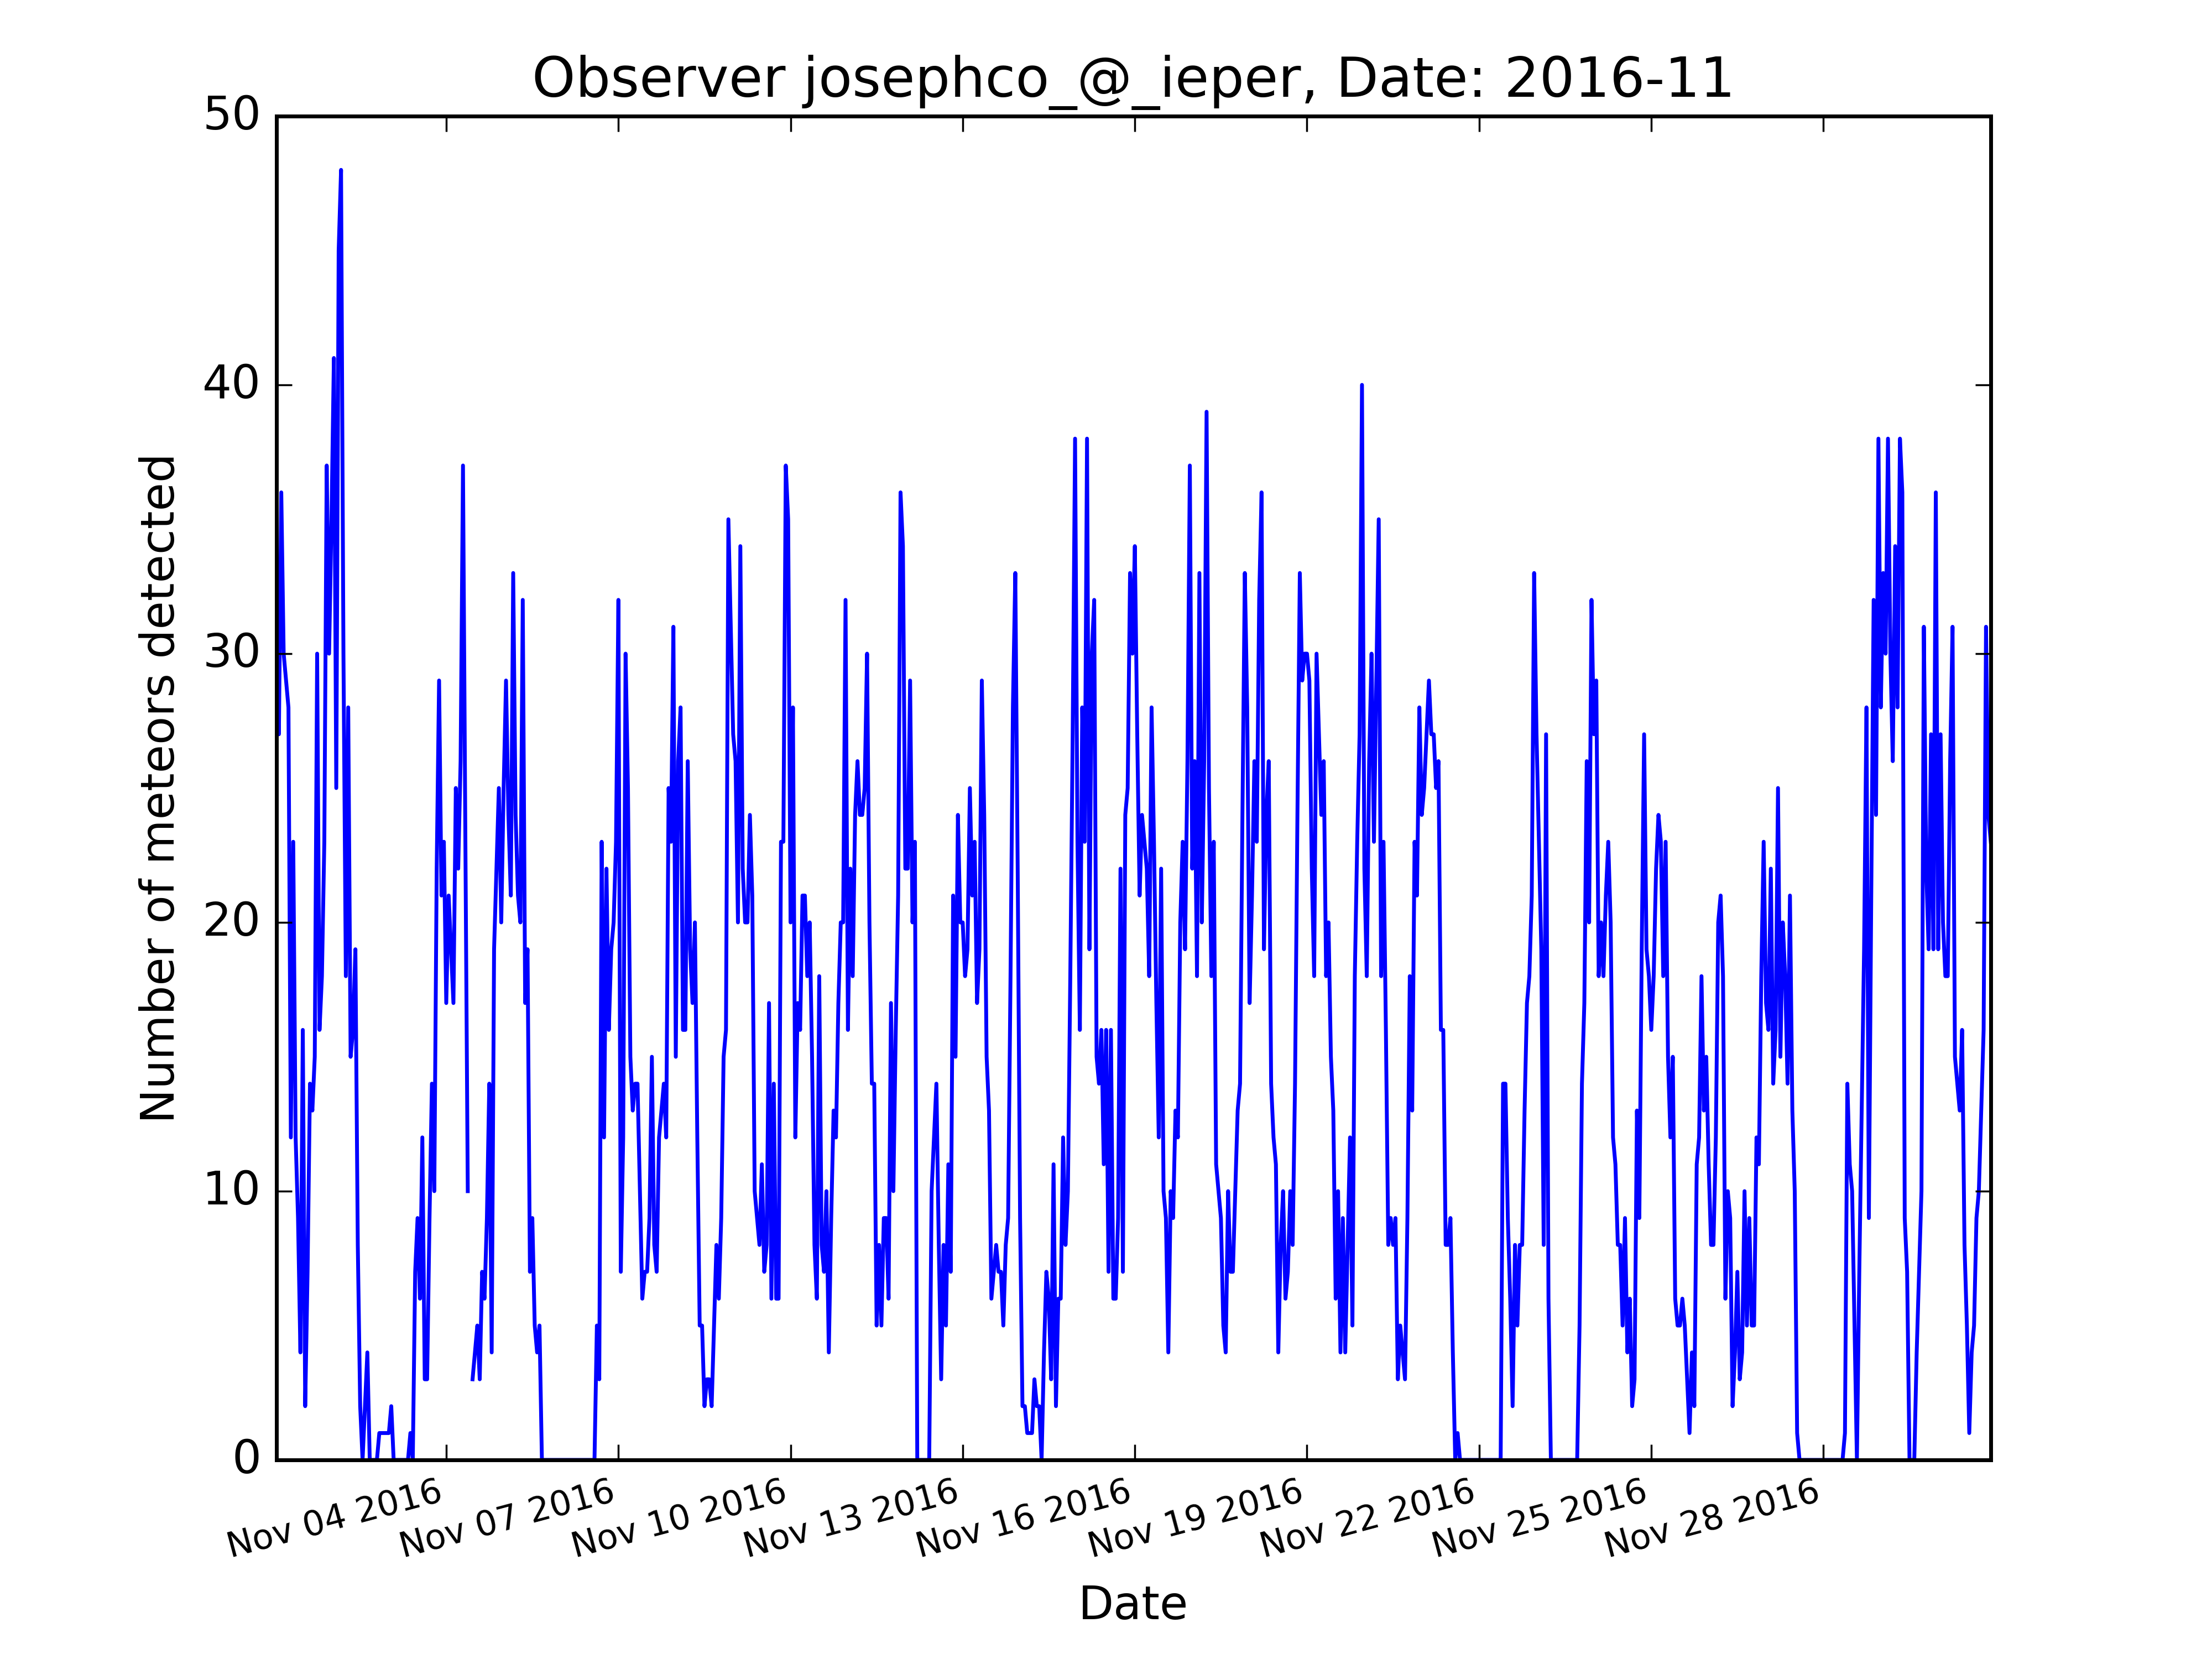 Observer josephco_@_ieper, Date: 2016-11
50
40
30
20
10
0
Number of meteors detected
Nov 04 2016
Nov 07 2016
Nov 10 2016
Nov 13 2016
Nov 16 2016
Nov 19 2016
Nov 22 2016
Nov 25 2016
Nov 28 2016
Date